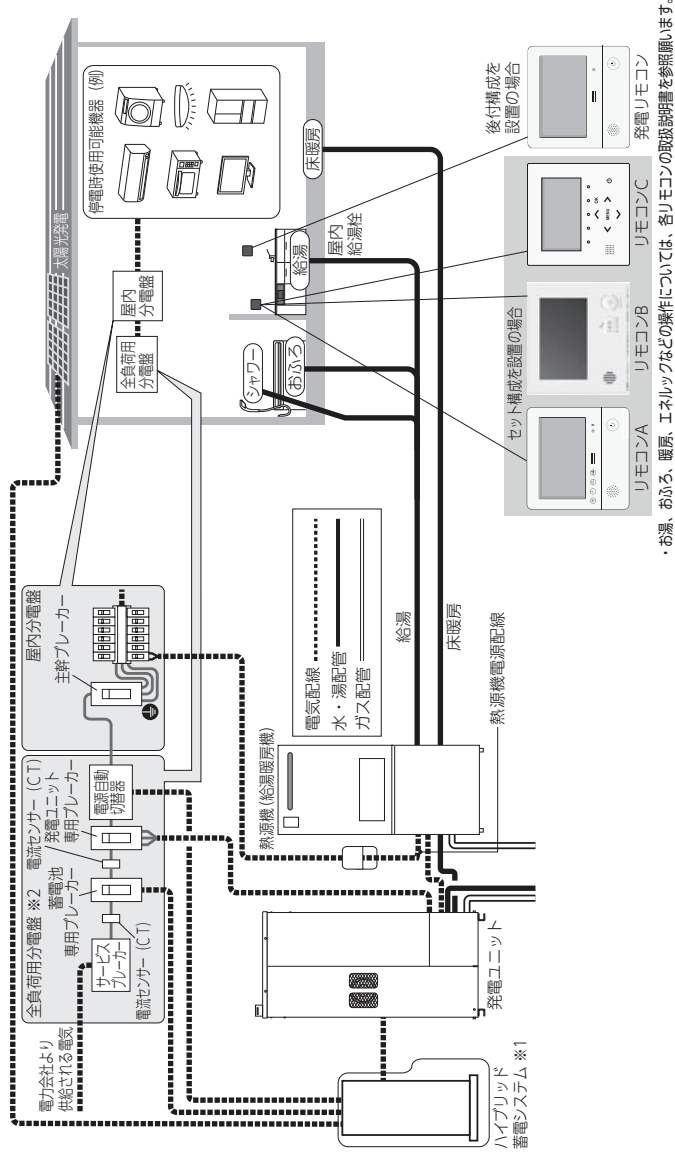 太陽光発電
停電時使用可能機器（例）
屋内
分電盤
全負荷用
分電盤
床暖房
給湯
屋内
給湯栓
シャワー
おふろ
屋内分電盤
主幹ブレーカー
全負荷用分電盤 ※2
蓄電池
専用ブレーカー
電流センサー（CT）
発電ユニット
専用ブレーカー
電源自動
切替器
サービス
ブレーカー
電流センサー（CT）
電力会社より
供給される電気
電気配線
水・湯配管
ガス配管
熱源機(給湯暖房機)
給湯
床暖房
熱源機電源配線
発電ユニット
ハイブリッド
蓄電システム ※1
セット構成を設置の場合
後付構成を
設置の場合
リモコンA
リモコンB
リモコンC
MENU
OK
発電リモコン
・お湯、おふろ、暖房、エネルックなどの操作については、各リモコンの取扱説明書を参照願います。